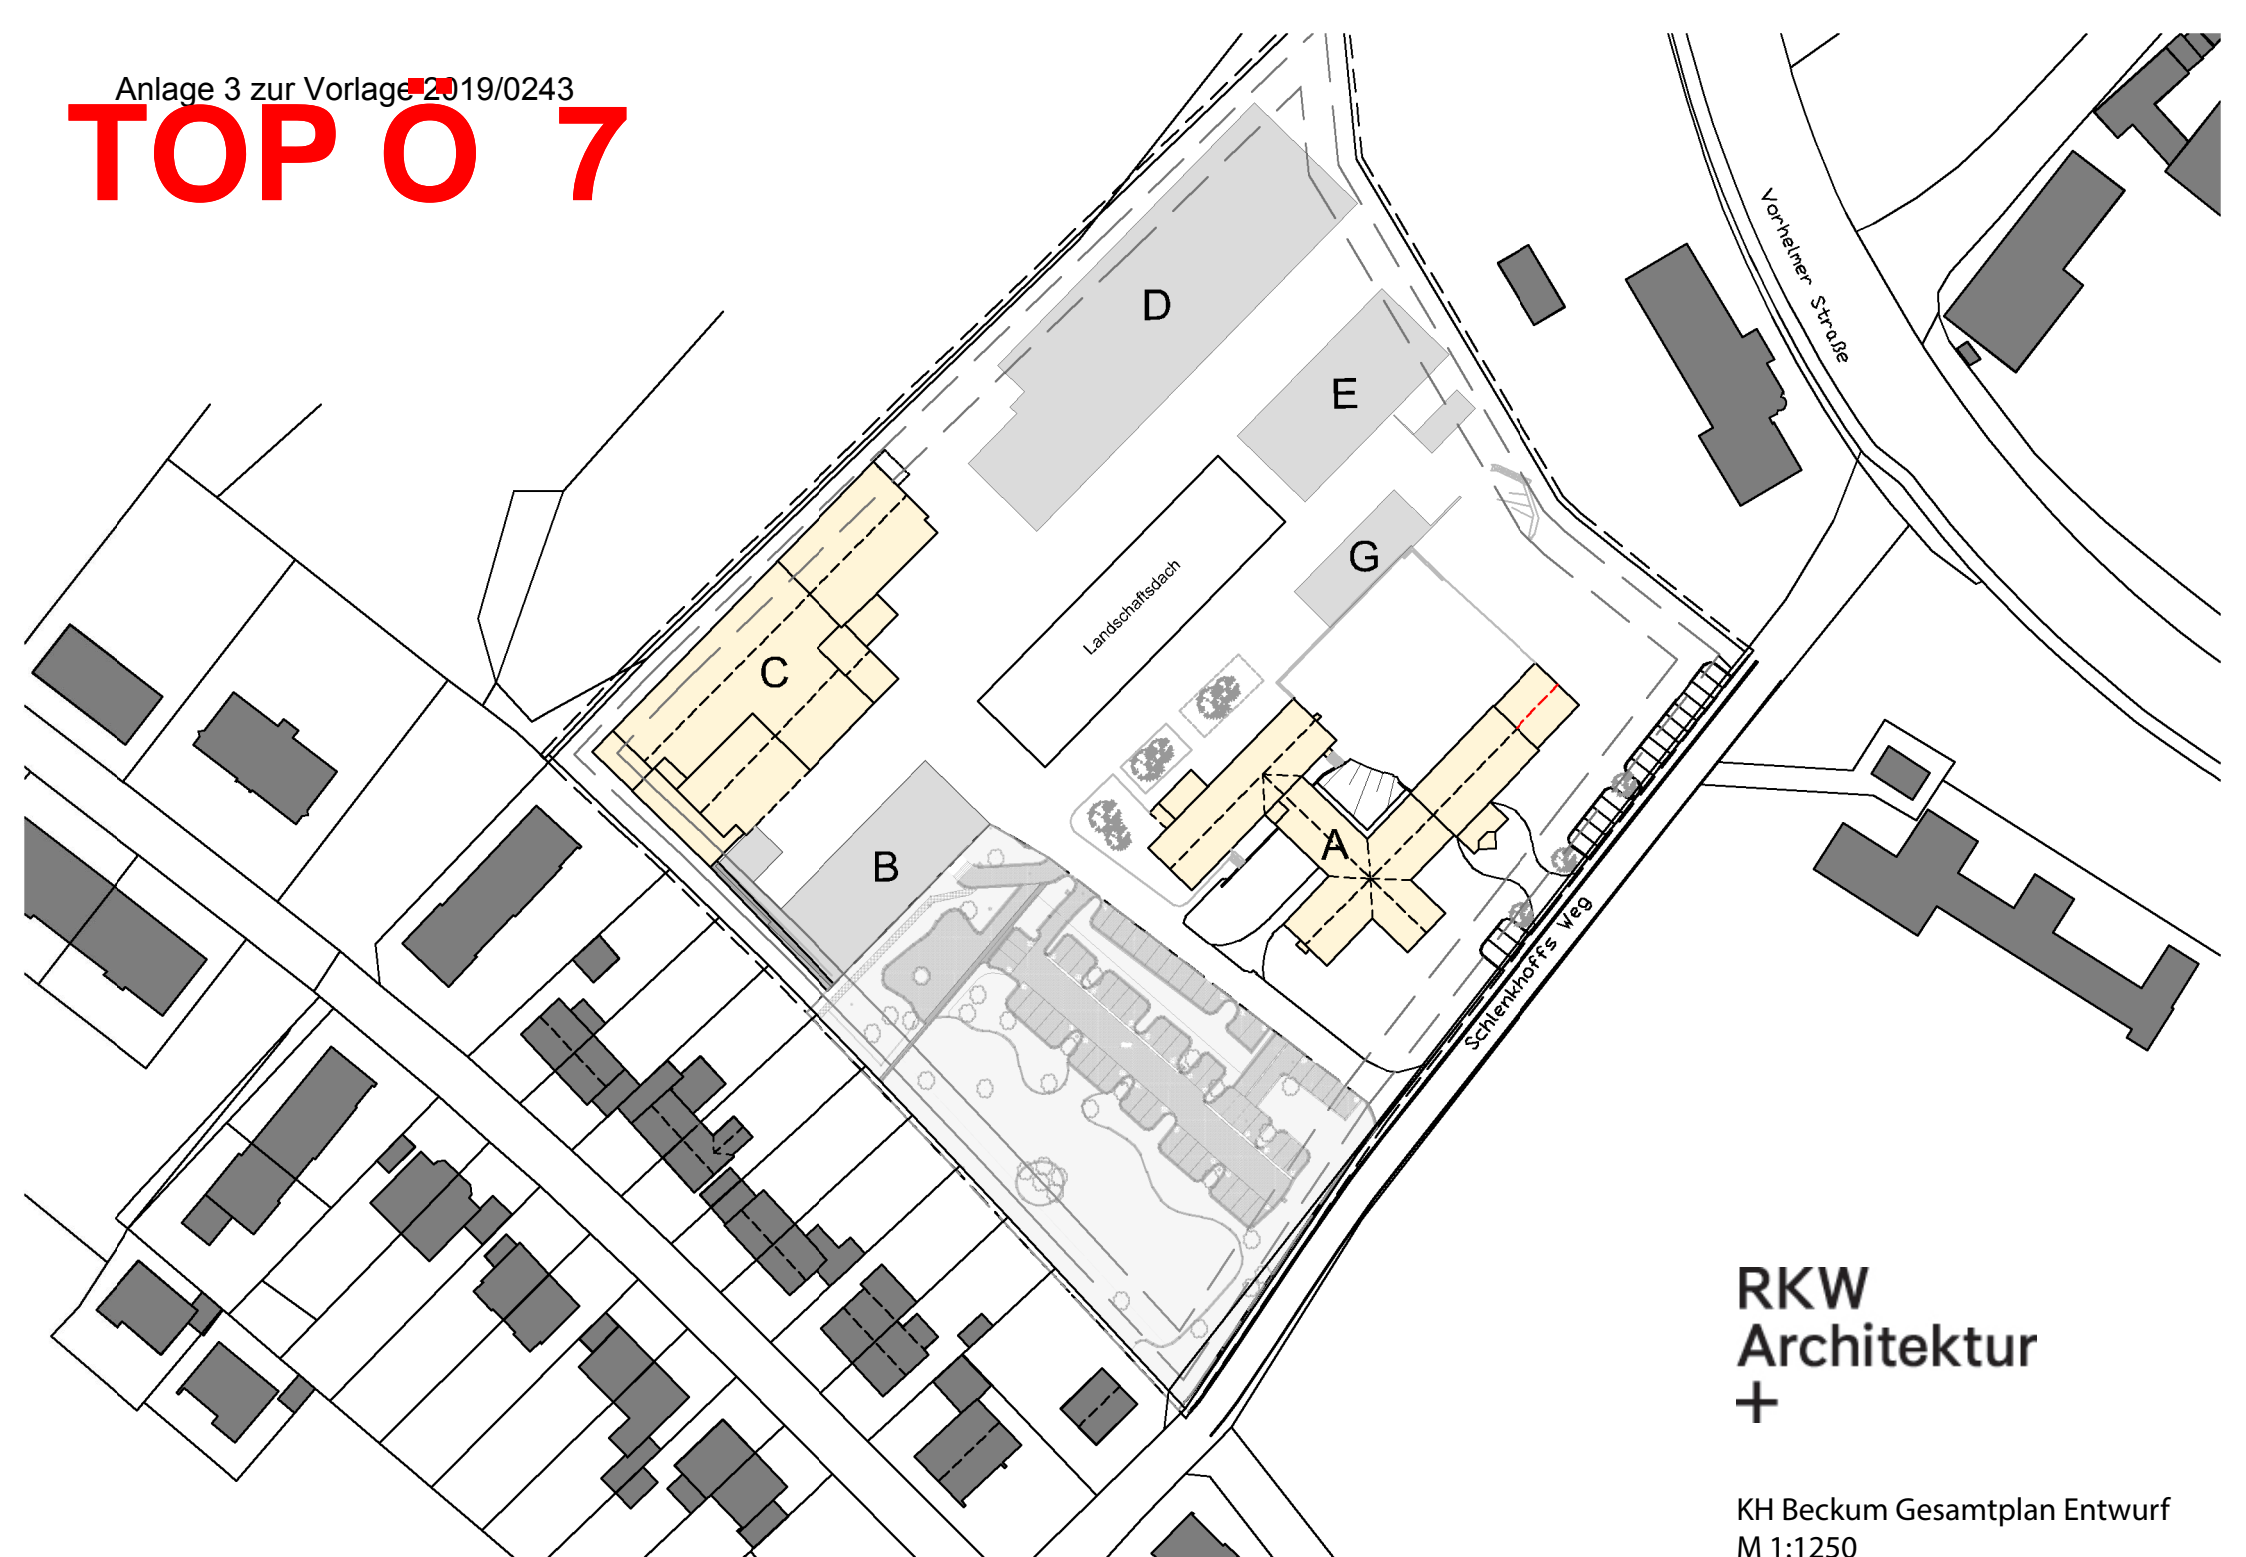 Anlage 3 zur Vorlage 2019/0243
TOP Ö 7
Vorhelmer Straße
D
E
G
Landschaftsdach
C
B
A
Schlenkhoffs Weg
RKW
Architektur
+
KH Beckum Gesamtplan Entwurf
M 1:1250